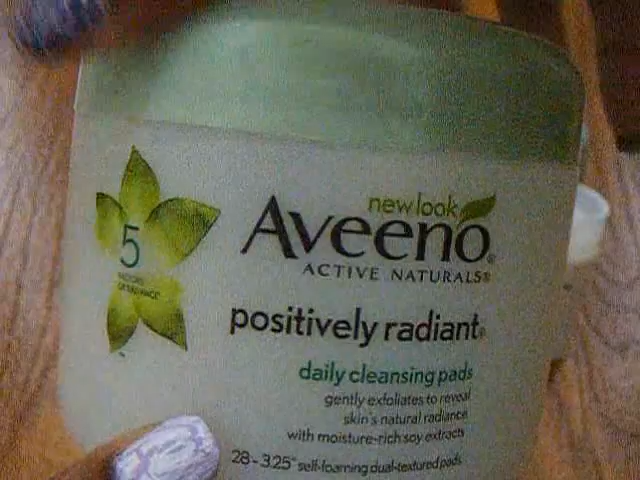 new look
Aveeno®
ACTIVE NATURALS®
5
positively radiant®
daily cleansing pads
gently exfoliates to reveal
skin's natural radiance
with moisture-rich soy extracts
28 - 3.25" self-foaming dual-textured pads